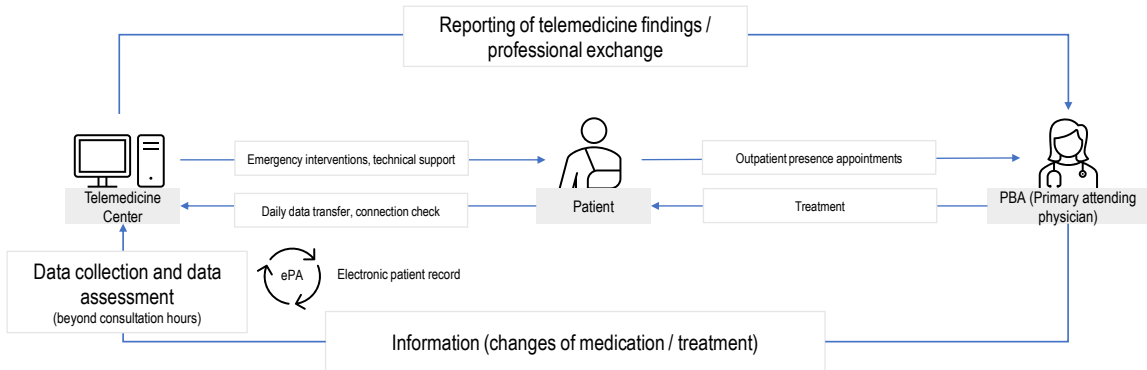 Reporting of telemedicine findings /
professional exchange
Emergency interventions, technical support
Outpatient presence appointments
Telemedicine
Center
Daily data transfer, connection check
Patient
Treatment
PBA (Primary attending
physician)
Data collection and data
assessment
(beyond consultation hours)
ePA
Electronic patient record
Information (changes of medication / treatment)